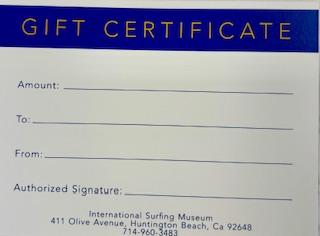 GIFT CERTIFICATE
Amount:
To:
From:
Authorized Signature:
International Surfing Museum
411 Olive Avenue, Huntington Beach, Ca 92648
714-960-3483